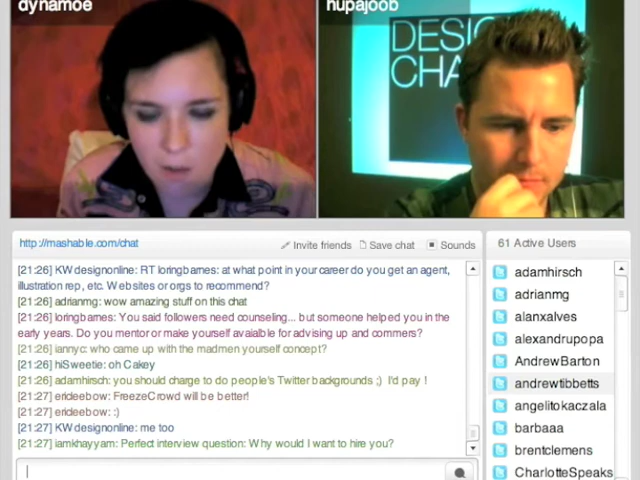 dynamoe
hupajoob
DESIG
CHA
http://mashable.com/chat
Invite friends
Save chat
Sounds
61 Active Users
[21:26] KWdesignonline: RT loringbarnes: at what point in your career do you get an agent,
illustration rep, etc. Websites or orgs to recommend?
[21:26] adrianmg: wow amazing stuff on this chat
[21:26] loringbarnes: You said followers need counseling... but someone helped you in the
early years. Do you mentor or make yourself avaialble for advising up and commers?
[21:26] iannyc: who came up with the madmen yourself concept?
[21:26] hiSweetie: oh Cakey
[21:26] adamhirsch: you should charge to do people's Twitter backgrounds ;) I'd pay !
[21:27] erideebow: FreezeCrowd will be better!
[21:27] erideebow: :)
[21:27] KWdesignonline: me too
[21:27] iamkhayyam: Perfect interview question: Why would I want to hire you?
adamhirsch
adrianmg
alanxalves
alexandrupopa
AndrewBarton
andrewtibbetts
angelitokaczala
barbaaa
brentclemens
CharlotteSpeaks